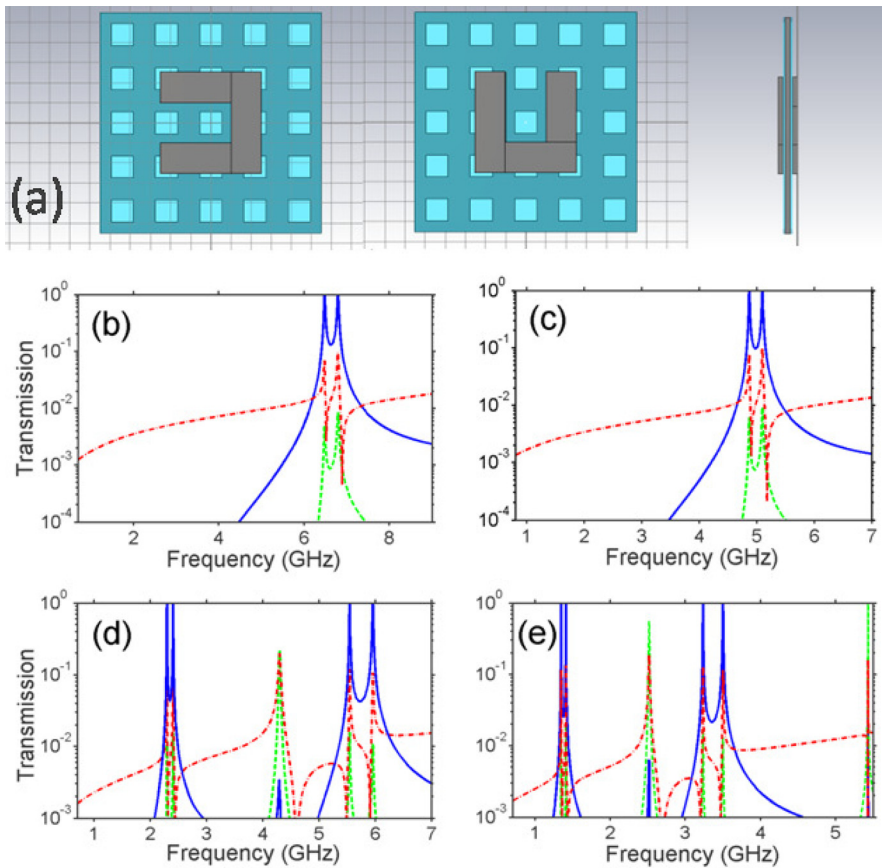 (a)
(b)
10^0
10^-1
10^-2
10^-3
10^-4
Transmission
2 4 6 8
Frequency (GHz)
(c)
10^0
10^-1
10^-2
10^-3
10^-4
1 2 3 4 5 6 7
Frequency (GHz)
(d)
10^0
10^-1
10^-2
10^-3
Transmission
1 2 3 4 5 6 7
Frequency (GHz)
(e)
10^0
10^-1
10^-2
10^-3
1 2 3 4 5
Frequency (GHz)